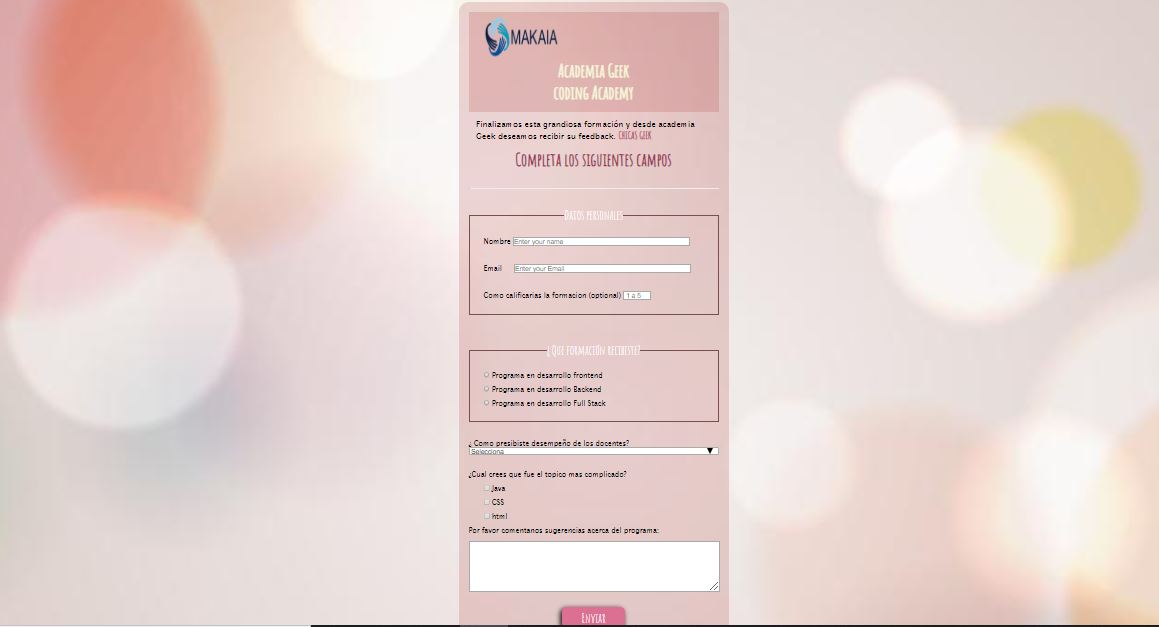 MAKAIA
Academia Geek
coding Academy
Finalizamos esta grandiosa formación y desde academia
Geek deseamos recibir su feedback. CHICAS GEEK
Completa los siguientes campos
Datos personales
Nombre Enter your name
Email Enter your Email
Como calificarias la formacion (optional) 1 a 5
¿Que formación recibiste?
Programa en desarrollo frontend
Programa en desarrollo Backend
Programa en desarrollo Full Stack
¿ Como presibiste desempeño de los docentes?
Selecciona
¿Cual crees que fue el topico mas complicado?
Java
CSS
html
Por favor comentanos sugerencias acerca del programa:
Enviar